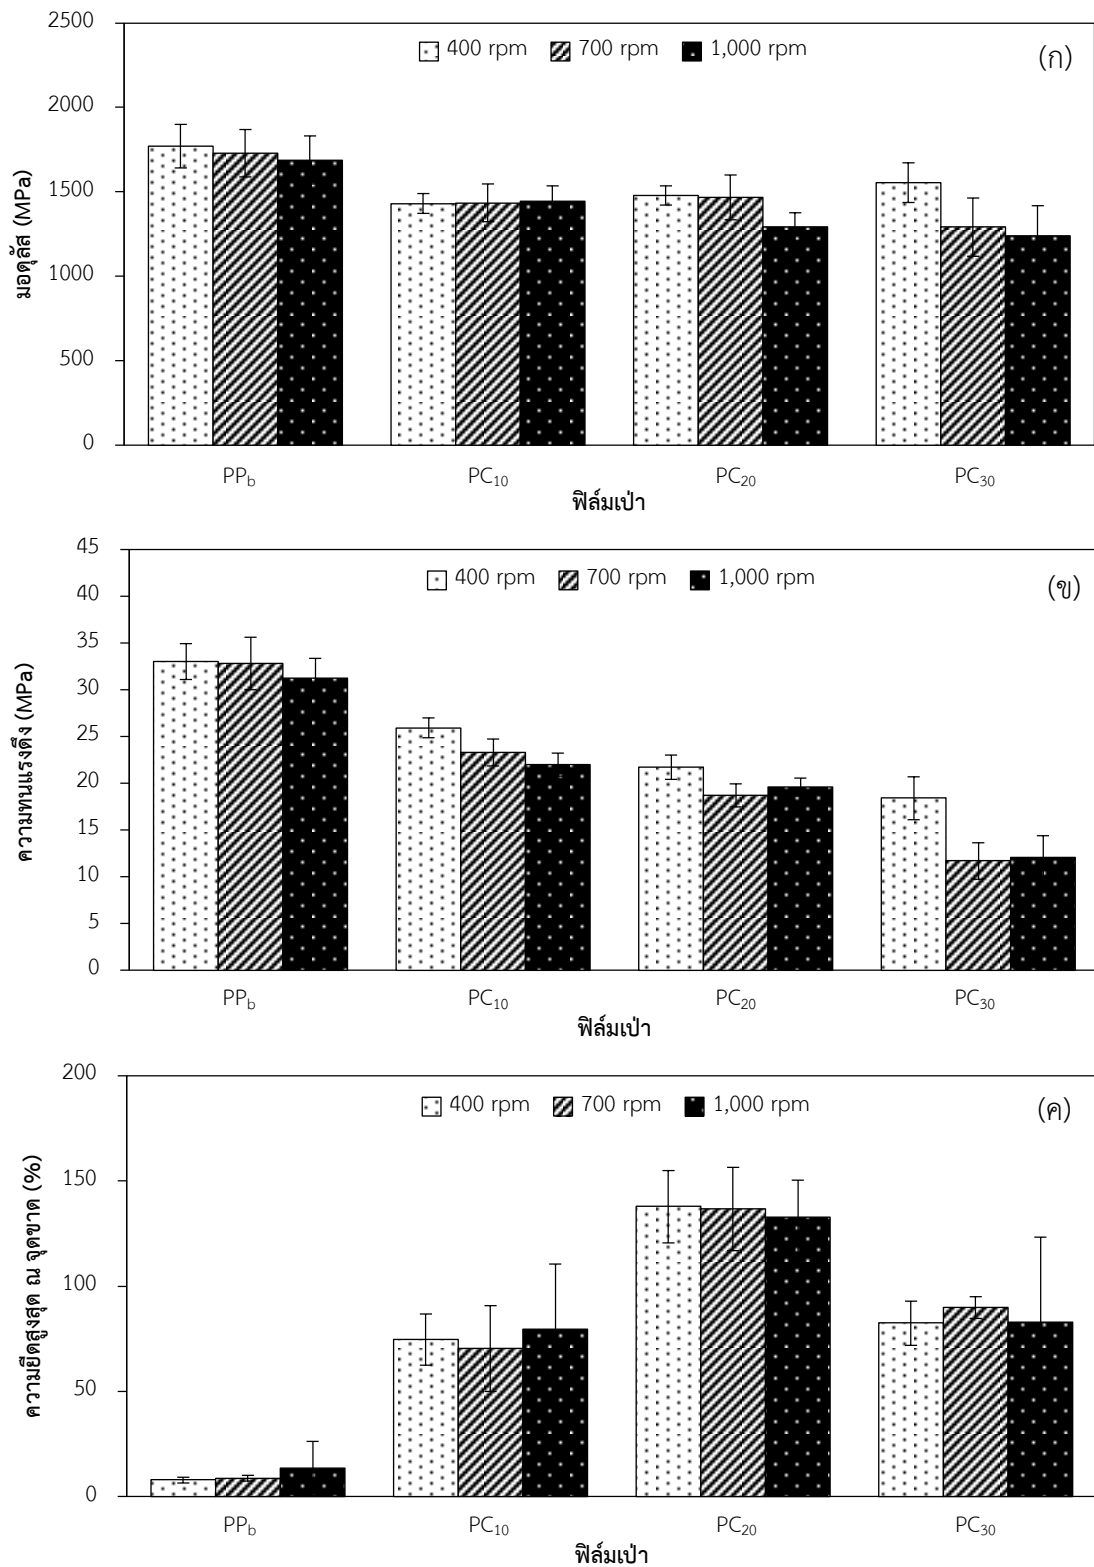 2500
400 rpm 700 rpm 1,000 rpm
(ก)
2000
1500
1000
500
0
มอดุลัส (MPa)
PPb PC10 PC20 PC30
ฟิล์มเป่า
45
400 rpm 700 rpm 1,000 rpm
(ข)
40
35
30
25
20
15
10
5
0
ความทนแรงดึง (MPa)
PPb PC10 PC20 PC30
ฟิล์มเป่า
200
400 rpm 700 rpm 1,000 rpm
(ค)
150
100
50
0
ความยืดสูงสุด ณ จุดขาด (%)
PPb PC10 PC20 PC30
ฟิล์มเป่า